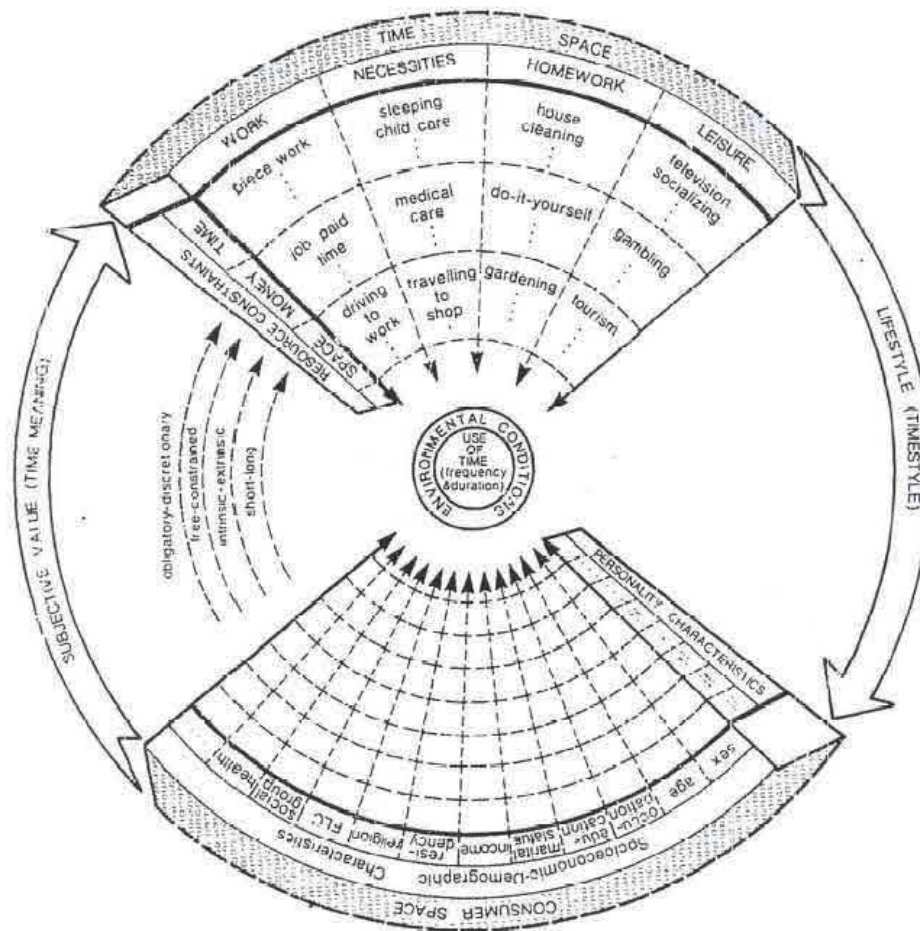 TIME SPACE
WORK NECESSITIES HOMEWORK LEISURE
piece work
sleeping
child care
house
cleaning
television
socializing
job paid
time
medical
care
do-it-yourself
gambling
driving
to
work
travelling
to
shop
gardening
tourism
TIME MONEY SPACE
RESOURCE CONSTRAINTS
SUBJECTIVE VALUE (TIME MEANING)
LIFESTYLE (TIMESTYLE)
obligatory-discretionary
free-constrained
intrinsic-extrinsic
short-long
ENVIRONMENTAL CONDITIONS
USE
OF
TIME
(frequency
&duration)
PERSONALITY CHARACTERISTICS
sex
age
occu-
pation
edu-
cation
marital
status
income
resi-
dency
religion
FLC
social
group
health
Socioeconomic-Demographic Characteristics
CONSUMER SPACE